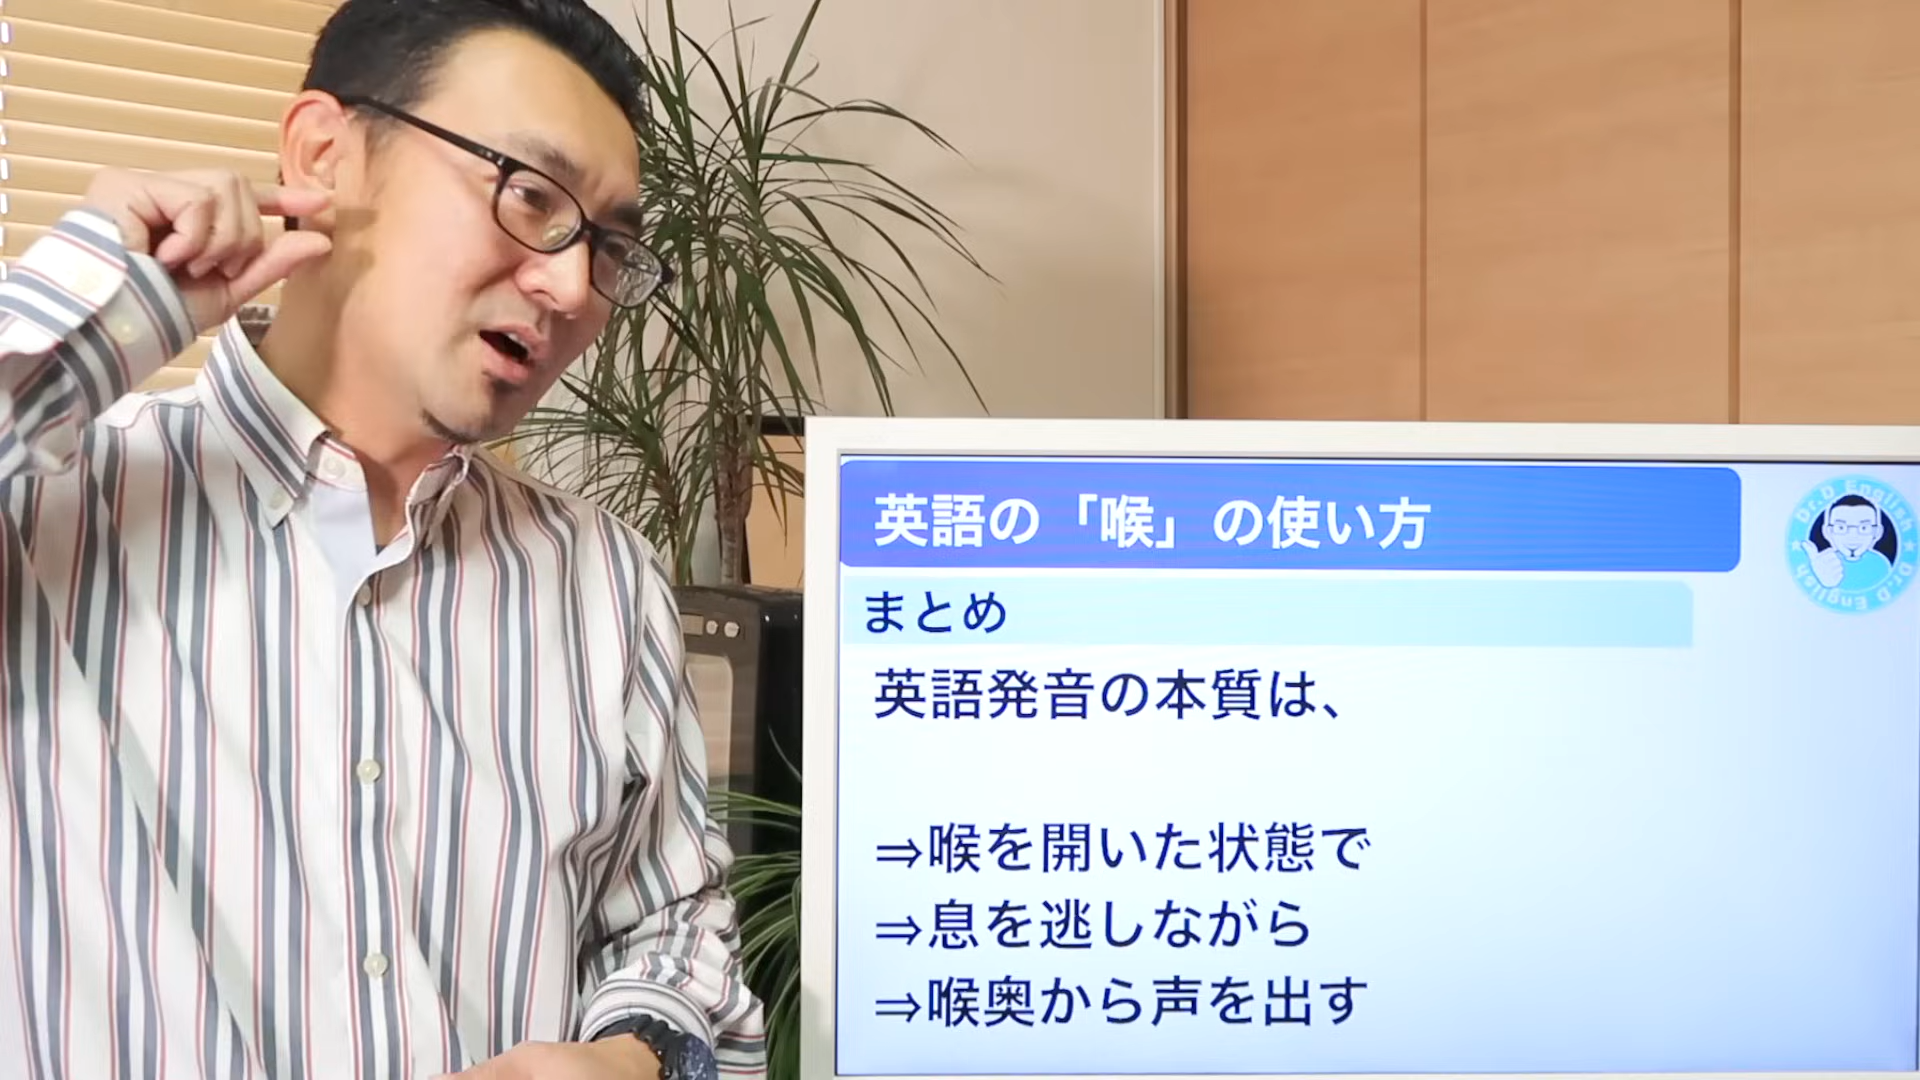 英語の「喉」の使い方
Dr.D English ★ Dr.D English ★
まとめ
英語発音の本質は、
⇒喉を開いた状態で
⇒息を逃しながら
⇒喉奥から声を出す